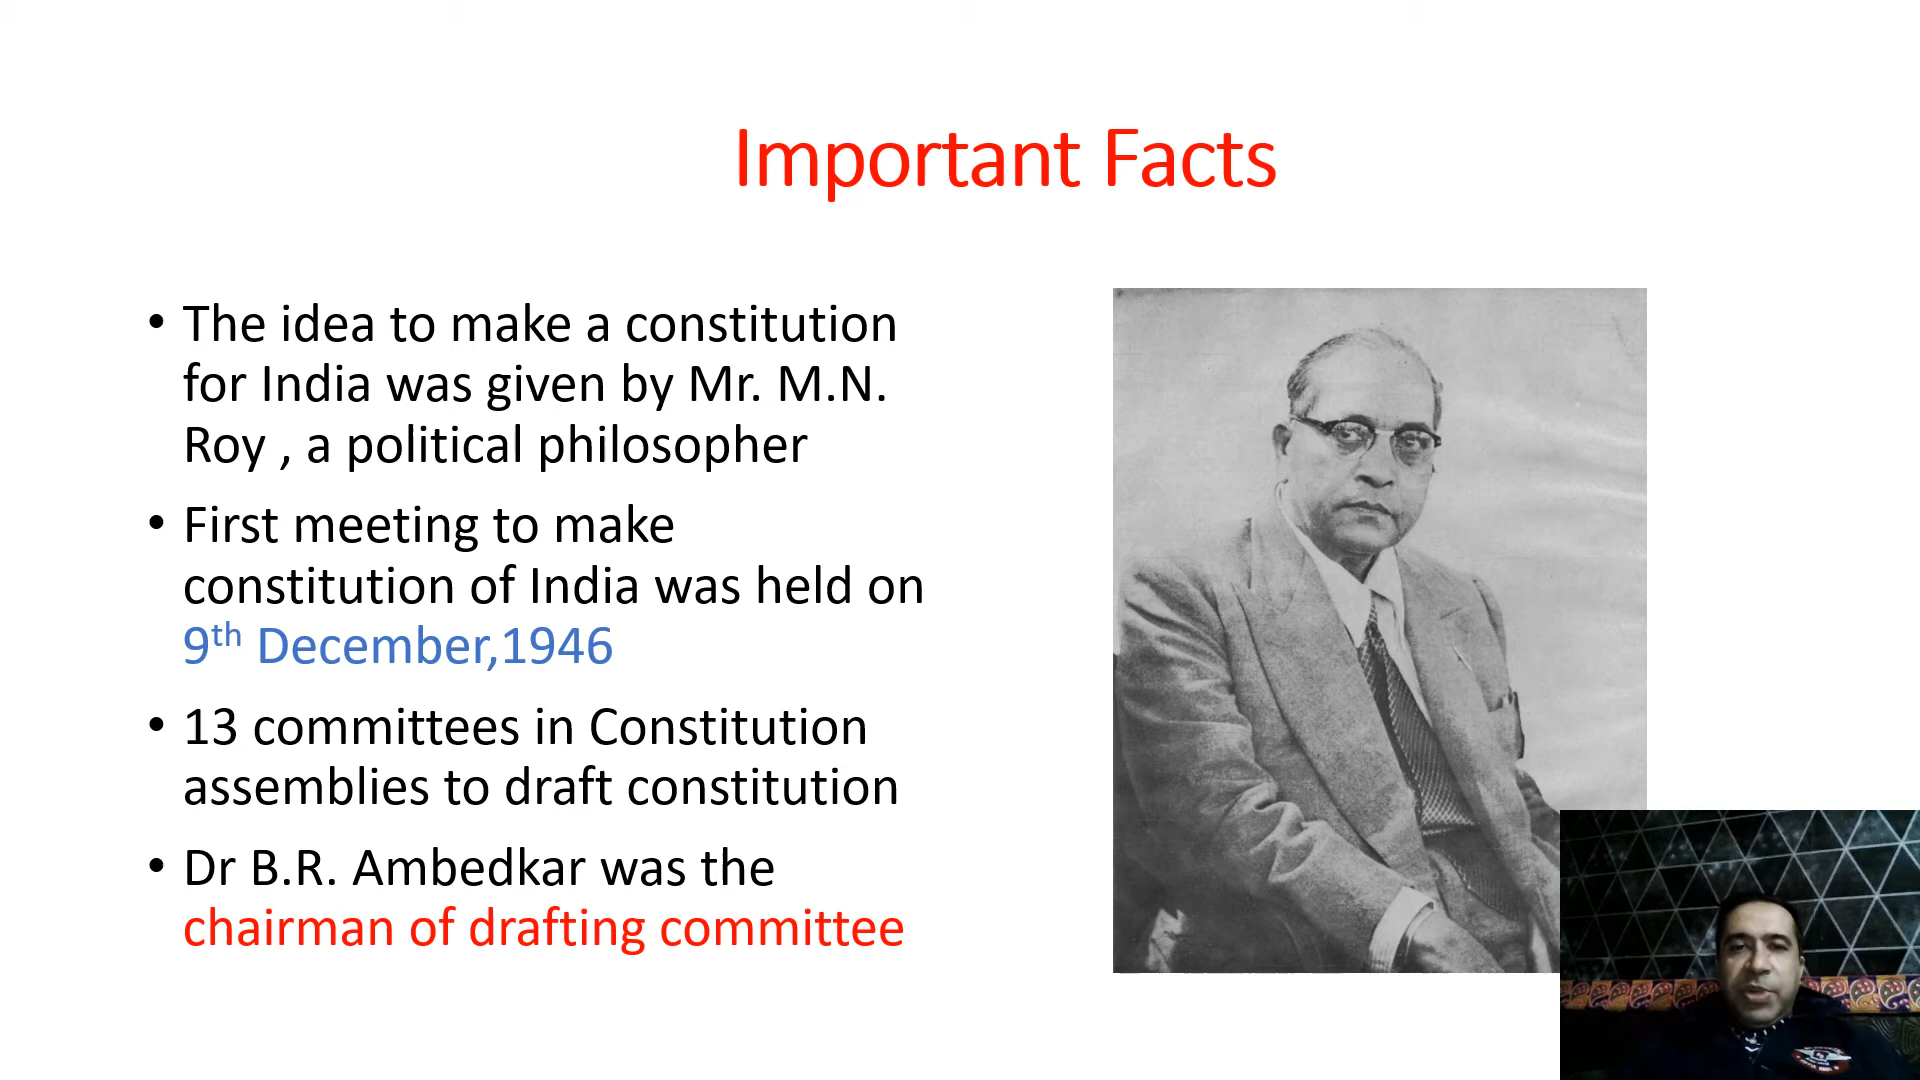 Important Facts
• The idea to make a constitution
for India was given by Mr. M.N.
Roy , a political philosopher
• First meeting to make
constitution of India was held on
9th December,1946
• 13 committees in Constitution
assemblies to draft constitution
• Dr B.R. Ambedkar was the
chairman of drafting committee